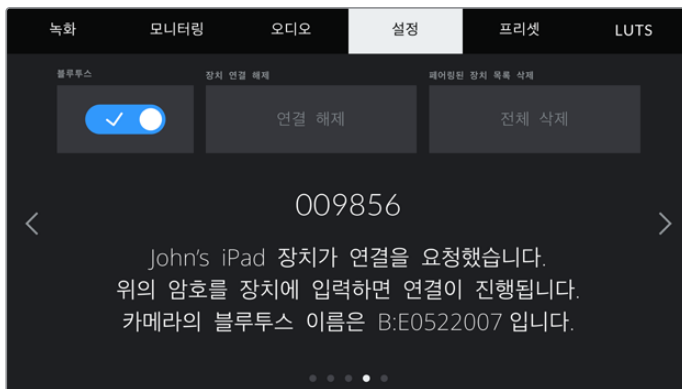 녹화 모니터링 오디오 설정 프리셋 LUTS
블루투스 장치 연결 해제 페어링된 장치 목록 삭제
연결 해제 전체 삭제
009856
John's iPad 장치가 연결을 요청했습니다.
위의 암호를 장치에 입력하면 연결이 진행됩니다.
카메라의 블루투스 이름은 B:E0522007 입니다.